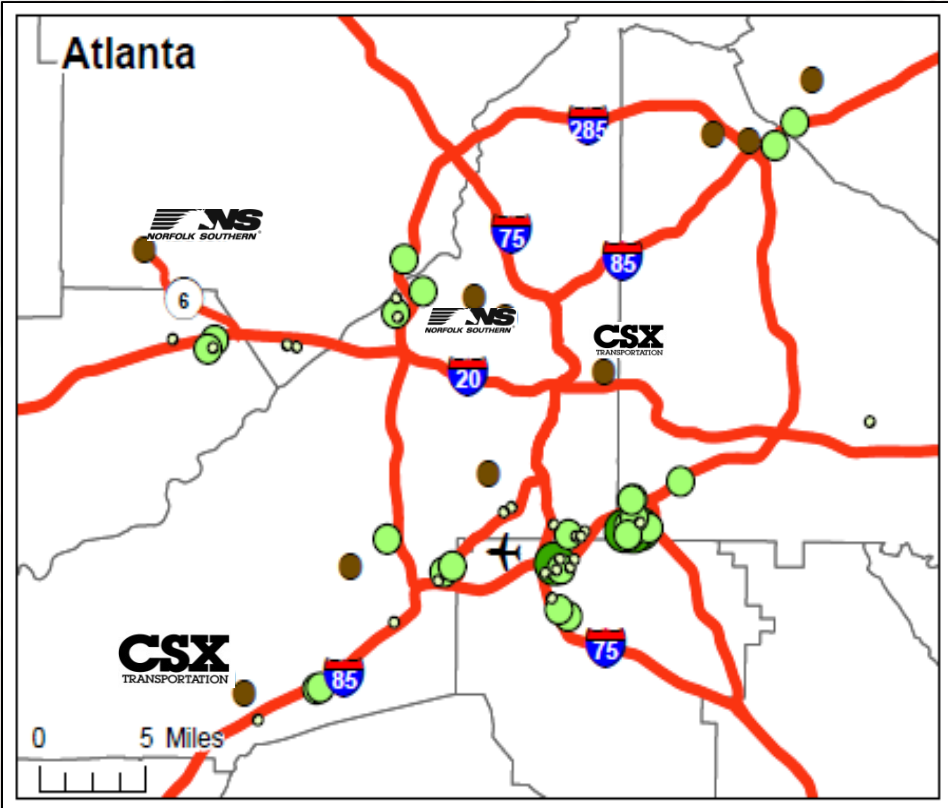 Atlanta
285
NS
NORFOLK SOUTHERN
75
85
6
NS
NORFOLK SOUTHERN
CSX
TRANSPORTATION
20
CSX
TRANSPORTATION
75
85
0 5 Miles